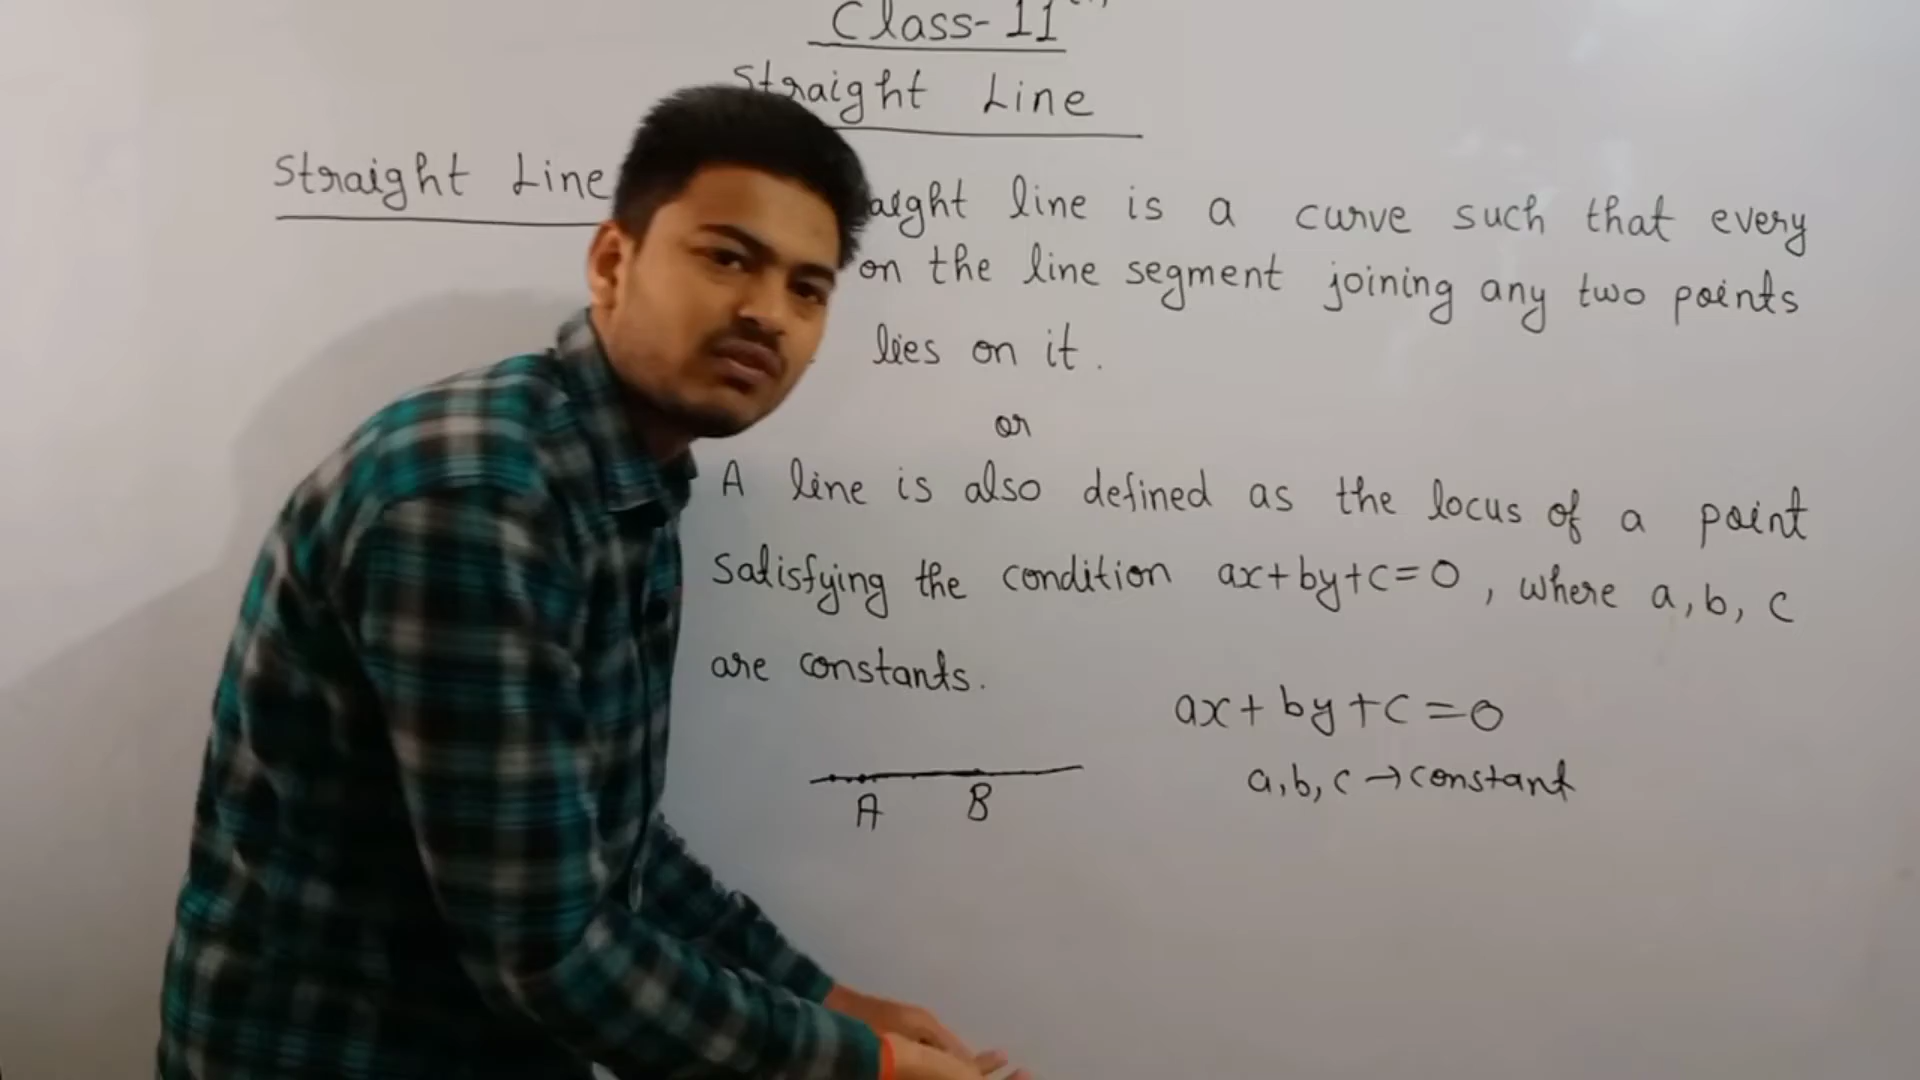 Class-11
Straight Line
Straight Line
line is a curve such that every
on the line segment joining any two points
lies on it.
or
A line is also defined as the locus of a point
Satisfying the condition ax+by+c=0, where a, b, c
are constants.
ax+by+c=0
a,b,c→constant
A B